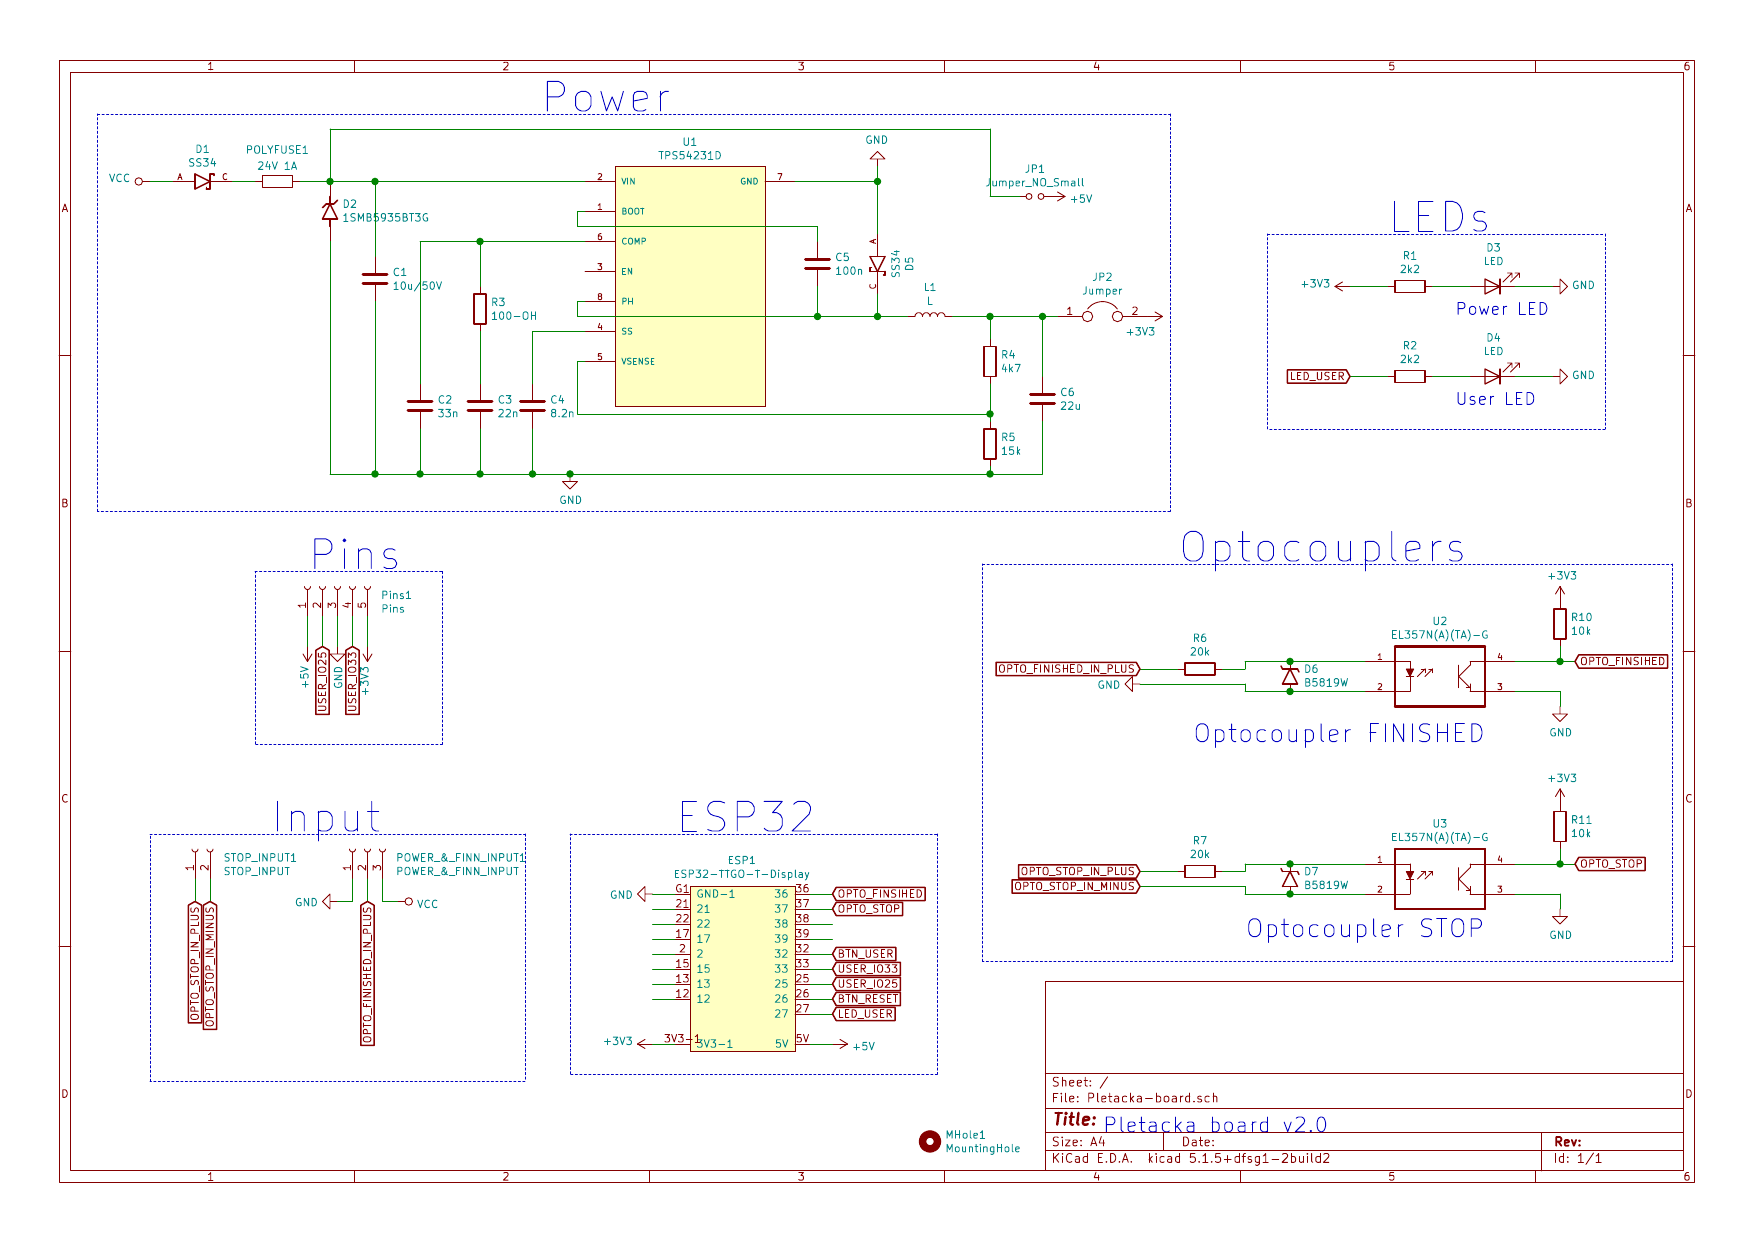 1 2 3 4 5 6
A A
B B
C C
D D
1 2 3 4 5 6
Power
VCC
A
D1
SS34
C
POLYFUSE1
24V 1A
D2
1SMB5935BT3G
C1
10u/50V
R3
100-OH
C2
33n
C3
22n
C4
8.2n
U1
TPS54231D
2 VIN
1 BOOT
6 COMP
3 EN
8 PH
4 SS
5 VSENSE
GND 7
GND
C5
100n
A
SS34
D5
C
L1
L
JP1
Jumper_NO_Small
+5V
JP2
Jumper
1 2
+3V3
R4
4k7
R5
15k
C6
22u
GND
LEDs
+3V3
R1
2k2
D3
LED
GND
Power LED
LED_USER
R2
2k2
D4
LED
GND
User LED
Pins
1 2 3 4 5
Pins1
Pins
+5V
USER_IO25
GND
USER_IO33
+3V3
Optocouplers
OPTO_FINISHED_IN_PLUS
GND
R6
20k
D6
B5819W
U2
EL357N(A)(TA)-G
1 4
2 3
+3V3
R10
10k
OPTO_FINSIHED
GND
Optocoupler FINISHED
OPTO_STOP_IN_PLUS
OPTO_STOP_IN_MINUS
R7
20k
D7
B5819W
U3
EL357N(A)(TA)-G
1 4
2 3
+3V3
R11
10k
OPTO_STOP
GND
Optocoupler STOP
Input
1 2
STOP_INPUT1
STOP_INPUT
OPTO_STOP_IN_PLUS
OPTO_STOP_IN_MINUS
1 2 3
POWER_&_FINN_INPUT1
POWER_&_FINN_INPUT
GND
VCC
OPTO_FINISHED_IN_PLUS
ESP32
ESP1
ESP32-TTGO-T-Display
GND G1 GND-1 36 36 OPTO_FINSIHED
21 21 37 37 OPTO_STOP
22 22 38 38
17 17 39 39
2 2 32 32 BTN_USER
15 15 33 33 USER_IO33
13 13 25 25 USER_IO25
12 12 26 26 BTN_RESET
27 27 LED_USER
+3V3 3V3-1 3V3-1 5V 5V +5V
MHole1
MountingHole
Sheet: /
File: Pletacka-board.sch
Title: Pletacka board v2.0
Size: A4 Date: Rev:
KiCad E.D.A. kicad 5.1.5+dfsg1-2build2 Id: 1/1